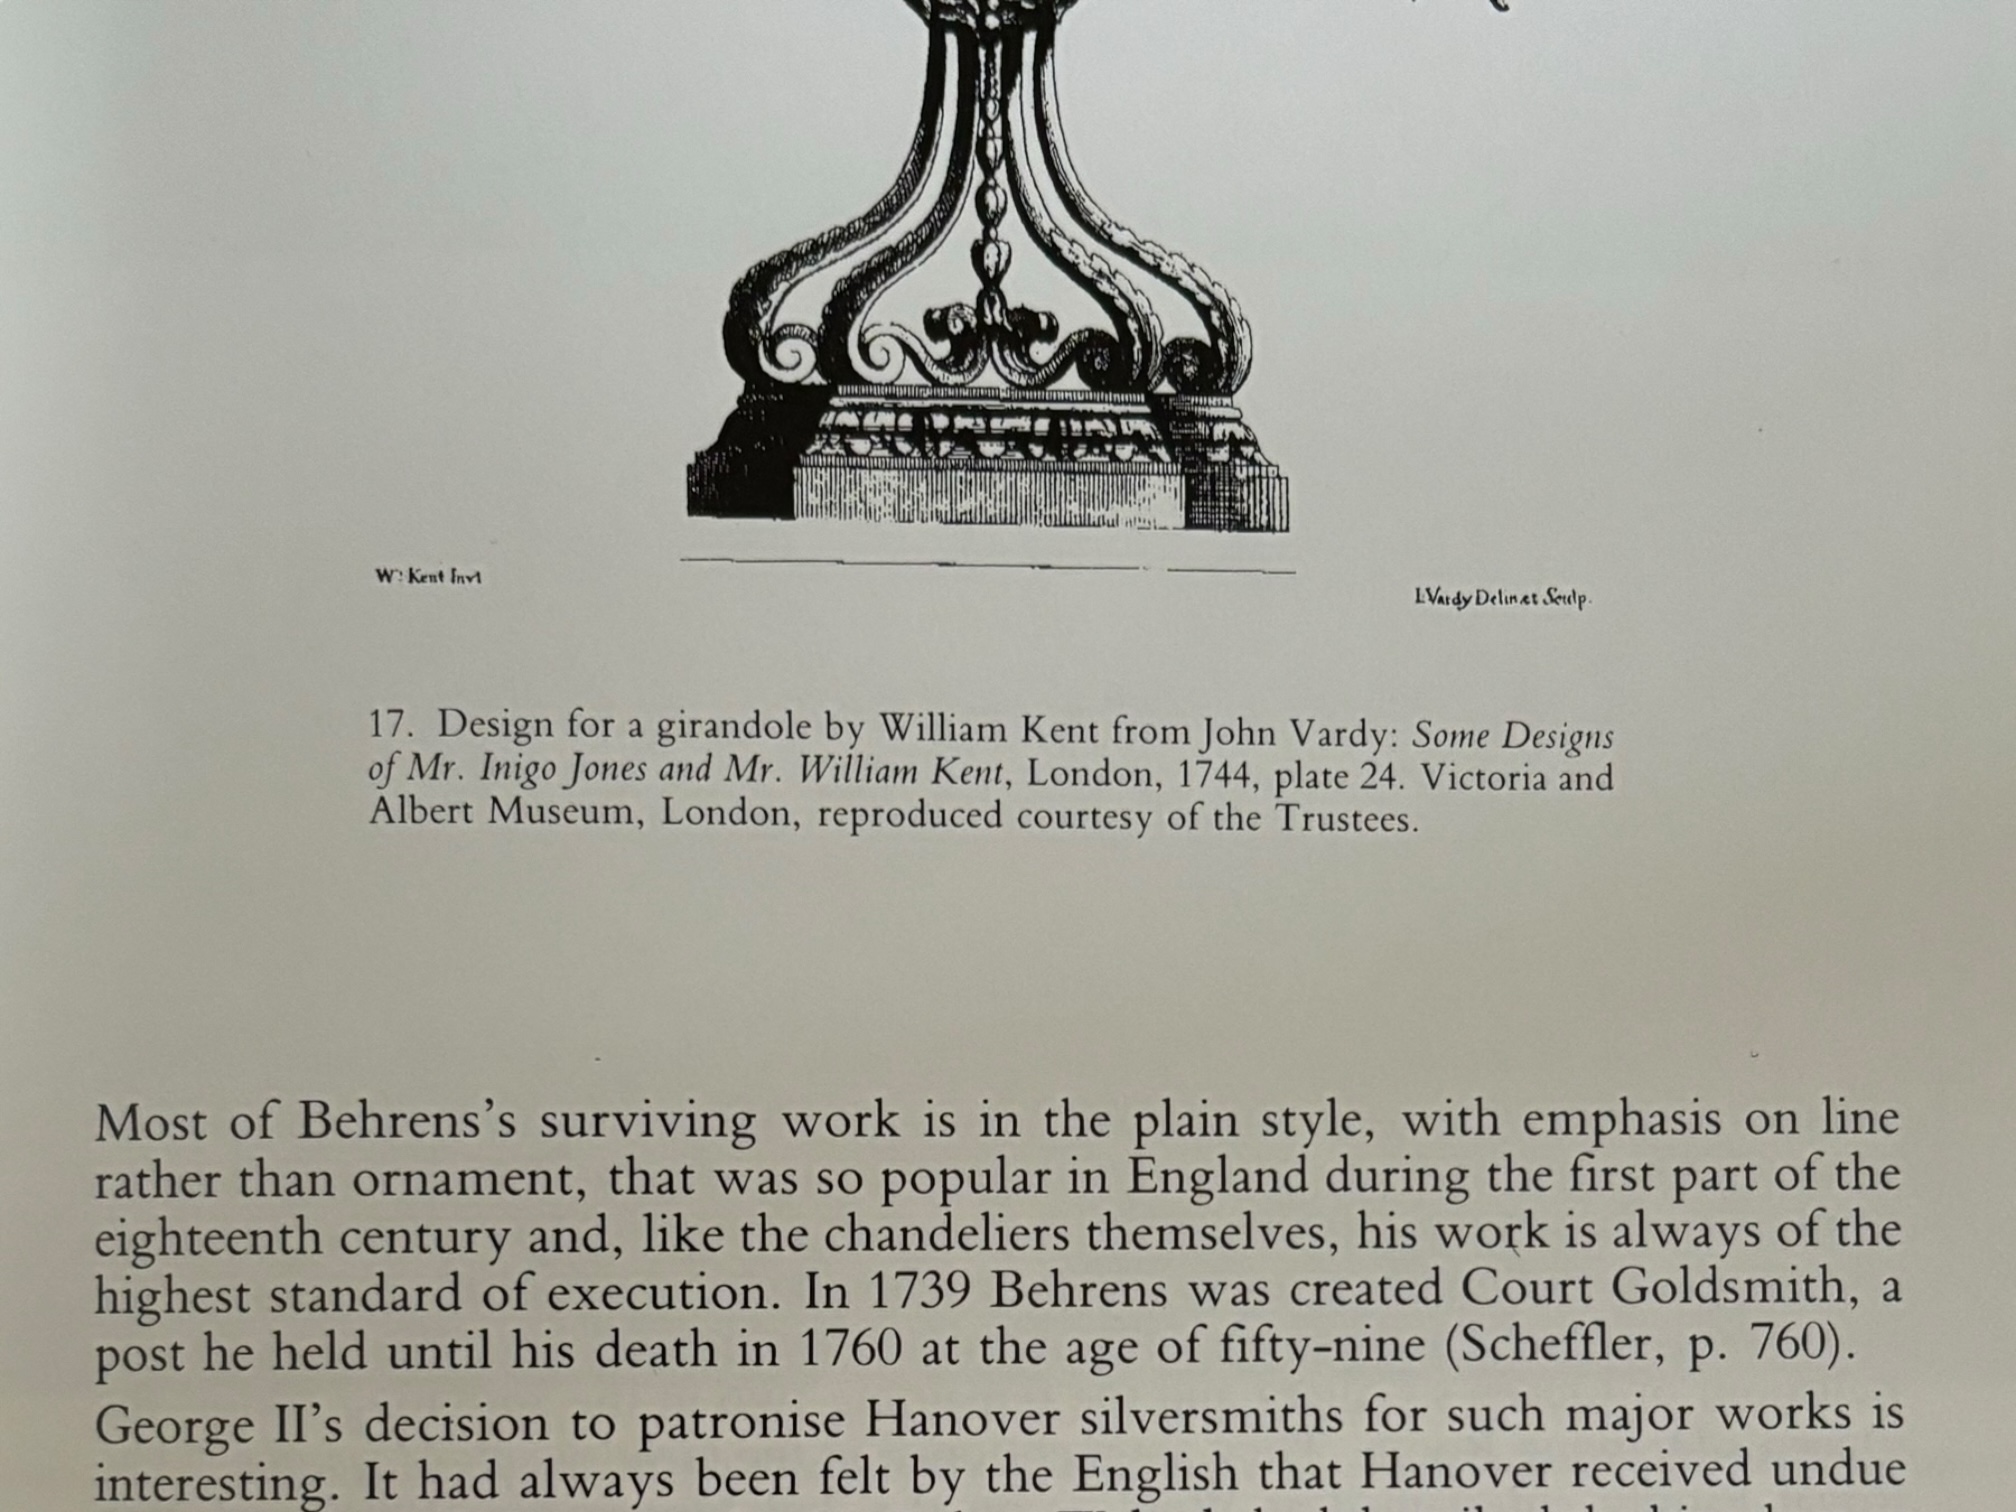 W: Kent Invt
I. Vardy Delin et Sculp.
17. Design for a girandole by William Kent from John Vardy: Some Designs
of Mr. Inigo Jones and Mr. William Kent, London, 1744, plate 24. Victoria and
Albert Museum, London, reproduced courtesy of the Trustees.
Most of Behrens’s surviving work is in the plain style, with emphasis on line
rather than ornament, that was so popular in England during the first part of the
eighteenth century and, like the chandeliers themselves, his work is always of the
highest standard of execution. In 1739 Behrens was created Court Goldsmith, a
post he held until his death in 1760 at the age of fifty-nine (Scheffler, p. 760).
George II’s decision to patronise Hanover silversmiths for such major works is
interesting. It had always been felt by the English that Hanover received undue